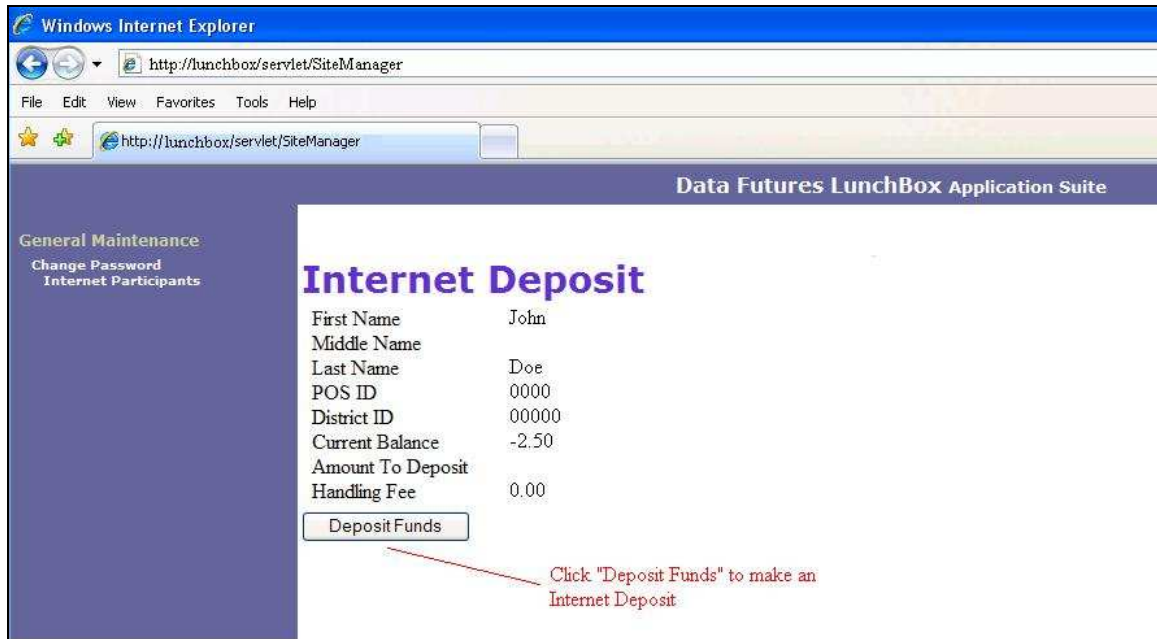 Windows Internet Explorer
http://lunchbox/servlet/SiteManager
File Edit View Favorites Tools Help
http://lunchbox/servlet/SiteManager
Data Futures LunchBox Application Suite
General Maintenance
Change Password
Internet Participants
Internet Deposit
First Name John
Middle Name
Last Name Doe
POS ID 0000
District ID 00000
Current Balance -2.50
Amount To Deposit
Handling Fee 0.00
Deposit Funds
Click "Deposit Funds" to make an
Internet Deposit